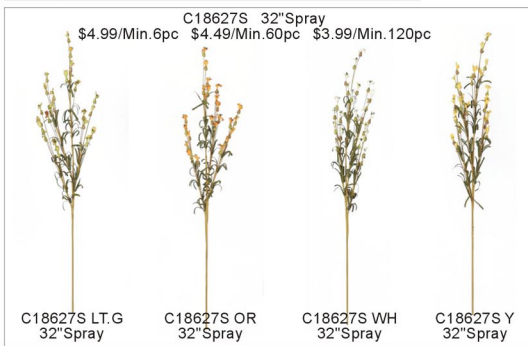 C18627S 32"Spray
$4.99/Min.6pc $4.49/Min.60pc $3.99/Min.120pc
C18627S LT.G C18627S OR C18627S WH C18627S Y
32"Spray 32"Spray 32"Spray 32"Spray